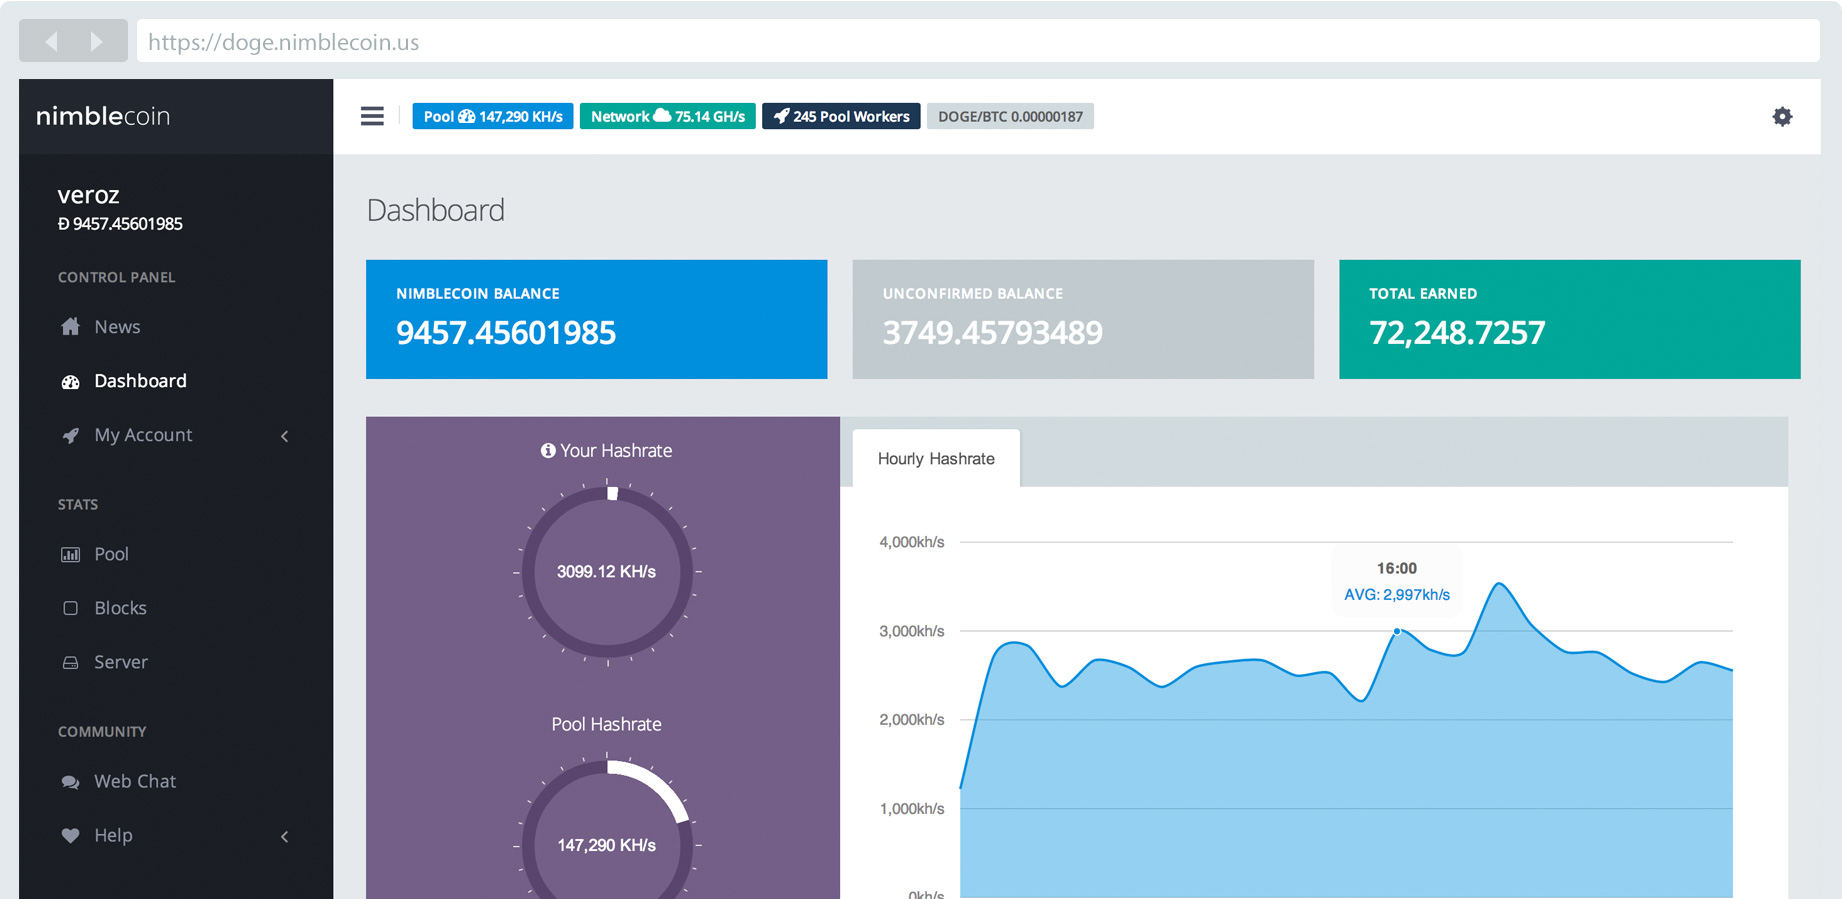 https://doge.nimblecoin.us
nimblecoin
Pool 147,290 KH/s
Network 75.14 GH/s
245 Pool Workers
DOGE/BTC 0.00000187
veroz
Ð 9457.45601985
CONTROL PANEL
News
Dashboard
My Account
STATS
Pool
Blocks
Server
COMMUNITY
Web Chat
Help
Dashboard
NIMBLECOIN BALANCE
9457.45601985
UNCONFIRMED BALANCE
3749.45793489
TOTAL EARNED
72,248.7257
Your Hashrate
3099.12 KH/s
Pool Hashrate
147,290 KH/s
Hourly Hashrate
4,000kh/s
16:00
AVG: 2,997kh/s
3,000kh/s
2,000kh/s
1,000kh/s
0kh/s